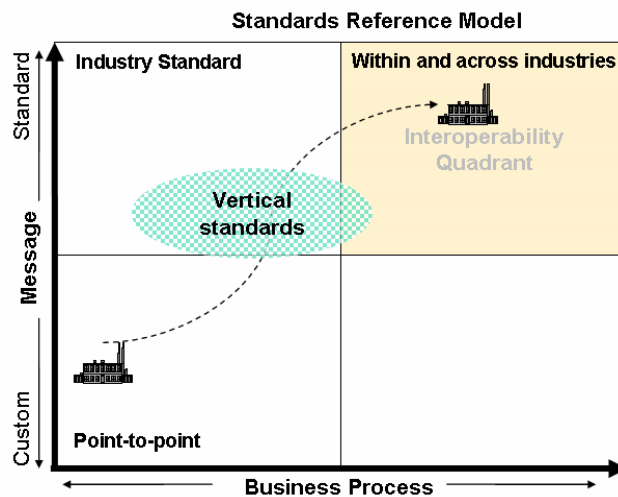 Standards Reference Model
Industry Standard
Within and across industries
Interoperability
Quadrant
Vertical
standards
Point-to-point
Standard
Message
Custom
Business Process